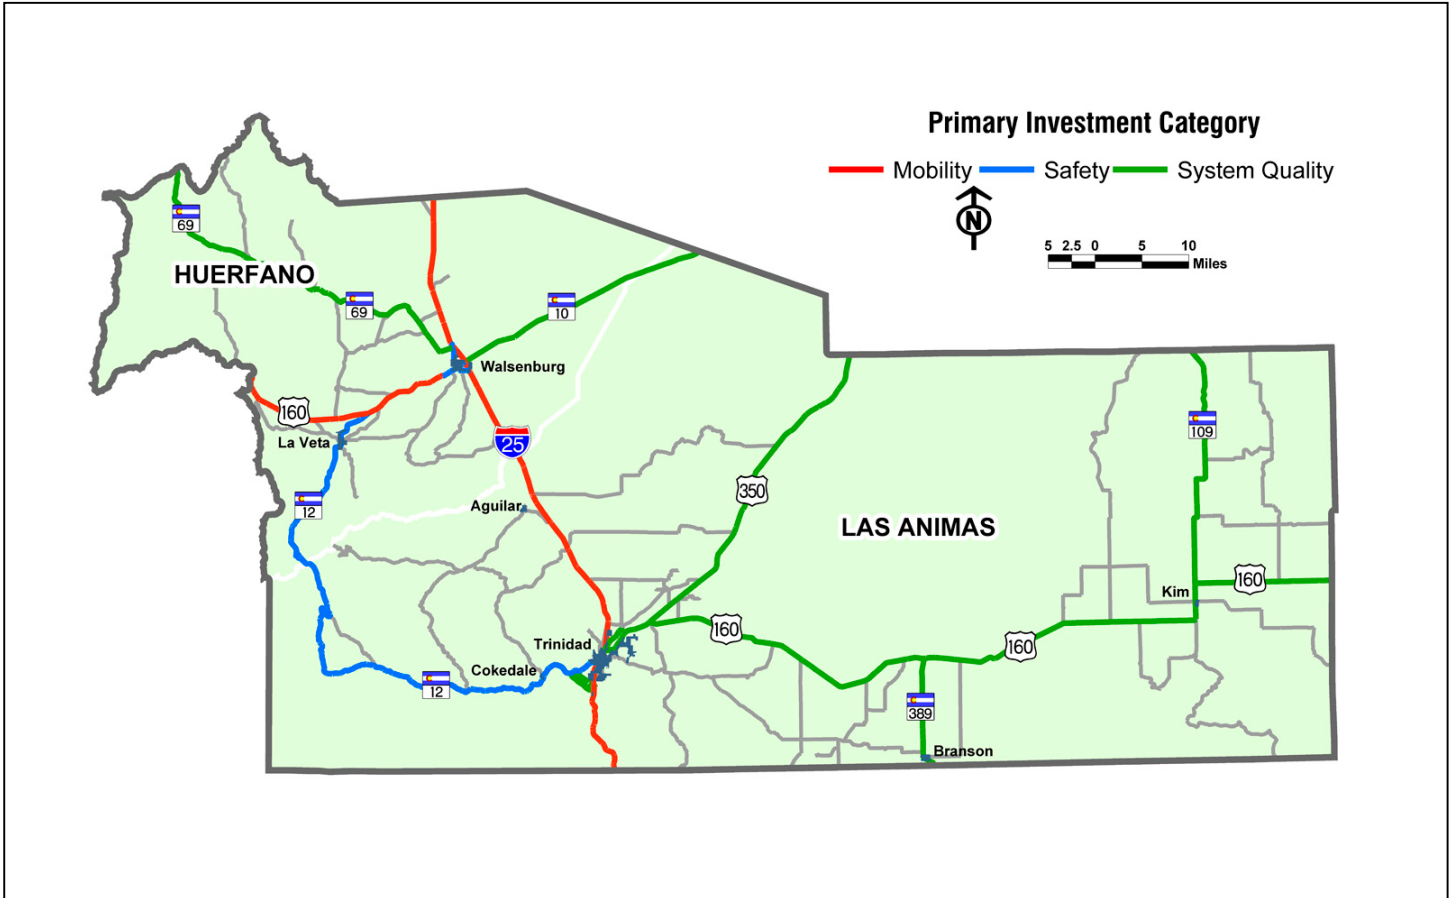 Primary Investment Category
Mobility Safety System Quality
N
5 2.5 0 5 10
Miles
69
HUERFANO
69
10
Walsenburg
160
La Veta
25
109
350
12
Aguilar
LAS ANIMAS
160
Kim
160
Trinidad
160
Cokedale
12
389
Branson